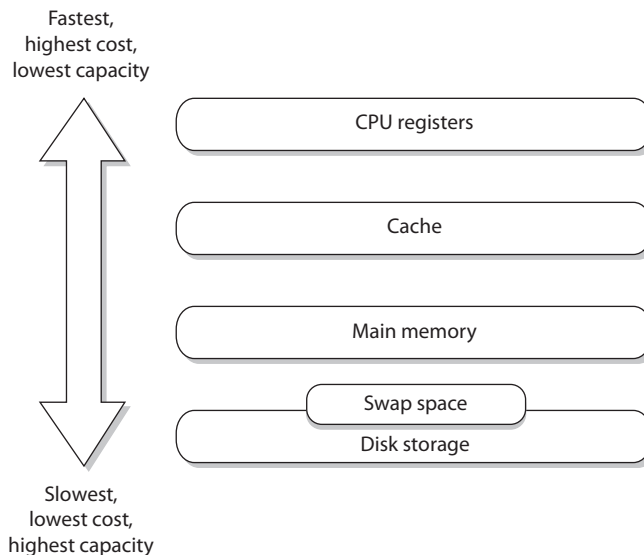 Fastest,
highest cost,
lowest capacity
CPU registers
Cache
Main memory
Swap space
Disk storage
Slowest,
lowest cost,
highest capacity